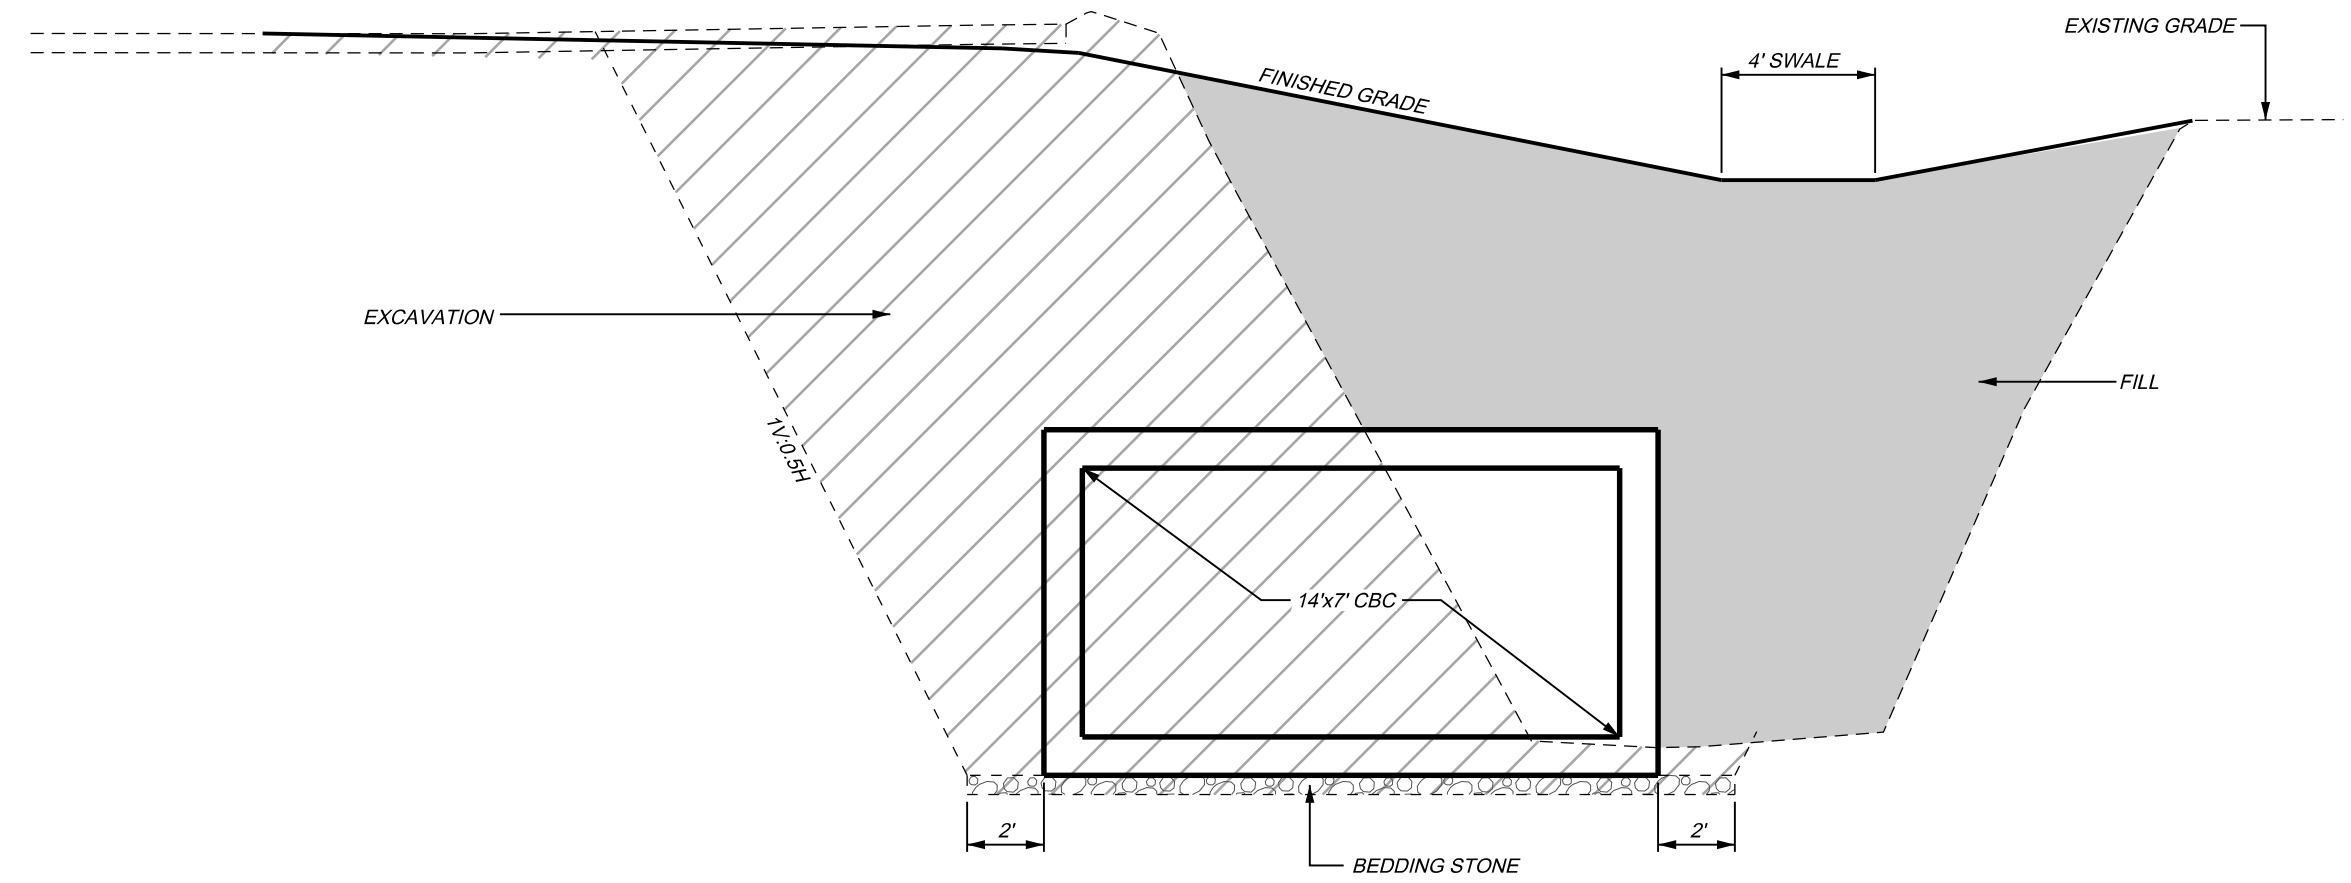 EXISTING GRADE
4' SWALE
FINISHED GRADE
EXCAVATION
FILL
1V:0.5H
14'x7' CBC
2'
2'
BEDDING STONE